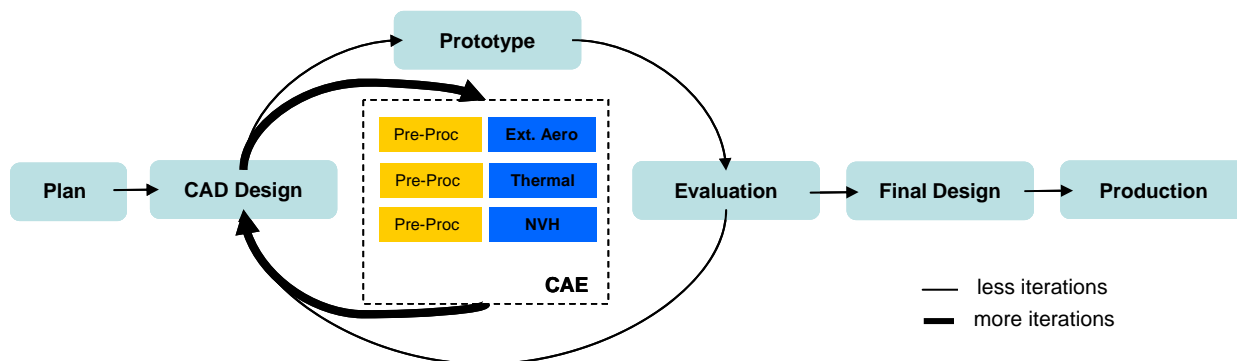 Prototype
Pre-Proc Ext. Aero
Plan CAD Design Pre-Proc Thermal Evaluation Final Design Production
Pre-Proc NVH
CAE
less iterations
more iterations